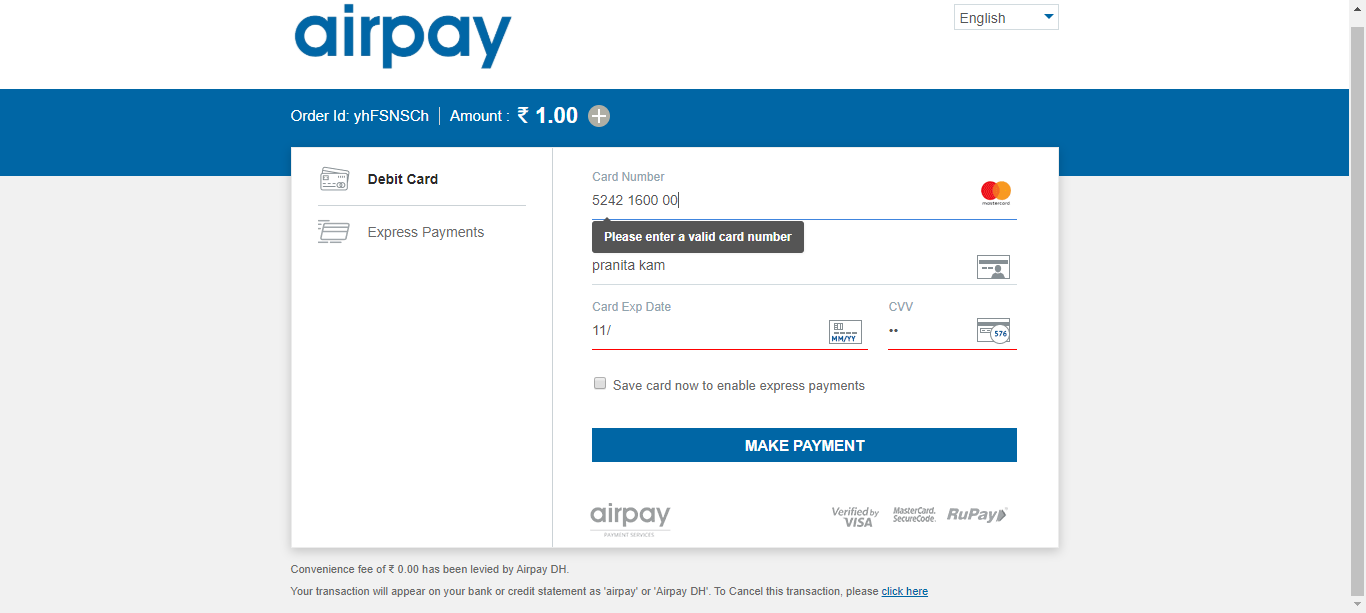 airpay
English
Order Id: yhFSNSCh | Amount : ₹ 1.00
Debit Card
Express Payments
Card Number
5242 1600 00
mastercard
Please enter a valid card number
pranita kam
Card Exp Date
11/
MM/YY
CVV
••
576
Save card now to enable express payments
MAKE PAYMENT
airpay
PAYMENT SERVICES
Verified by
VISA
MasterCard.
SecureCode.
RuPay
Convenience fee of ₹ 0.00 has been levied by Airpay DH.
Your transaction will appear on your bank or credit statement as 'airpay' or 'Airpay DH'. To Cancel this transaction, please click here